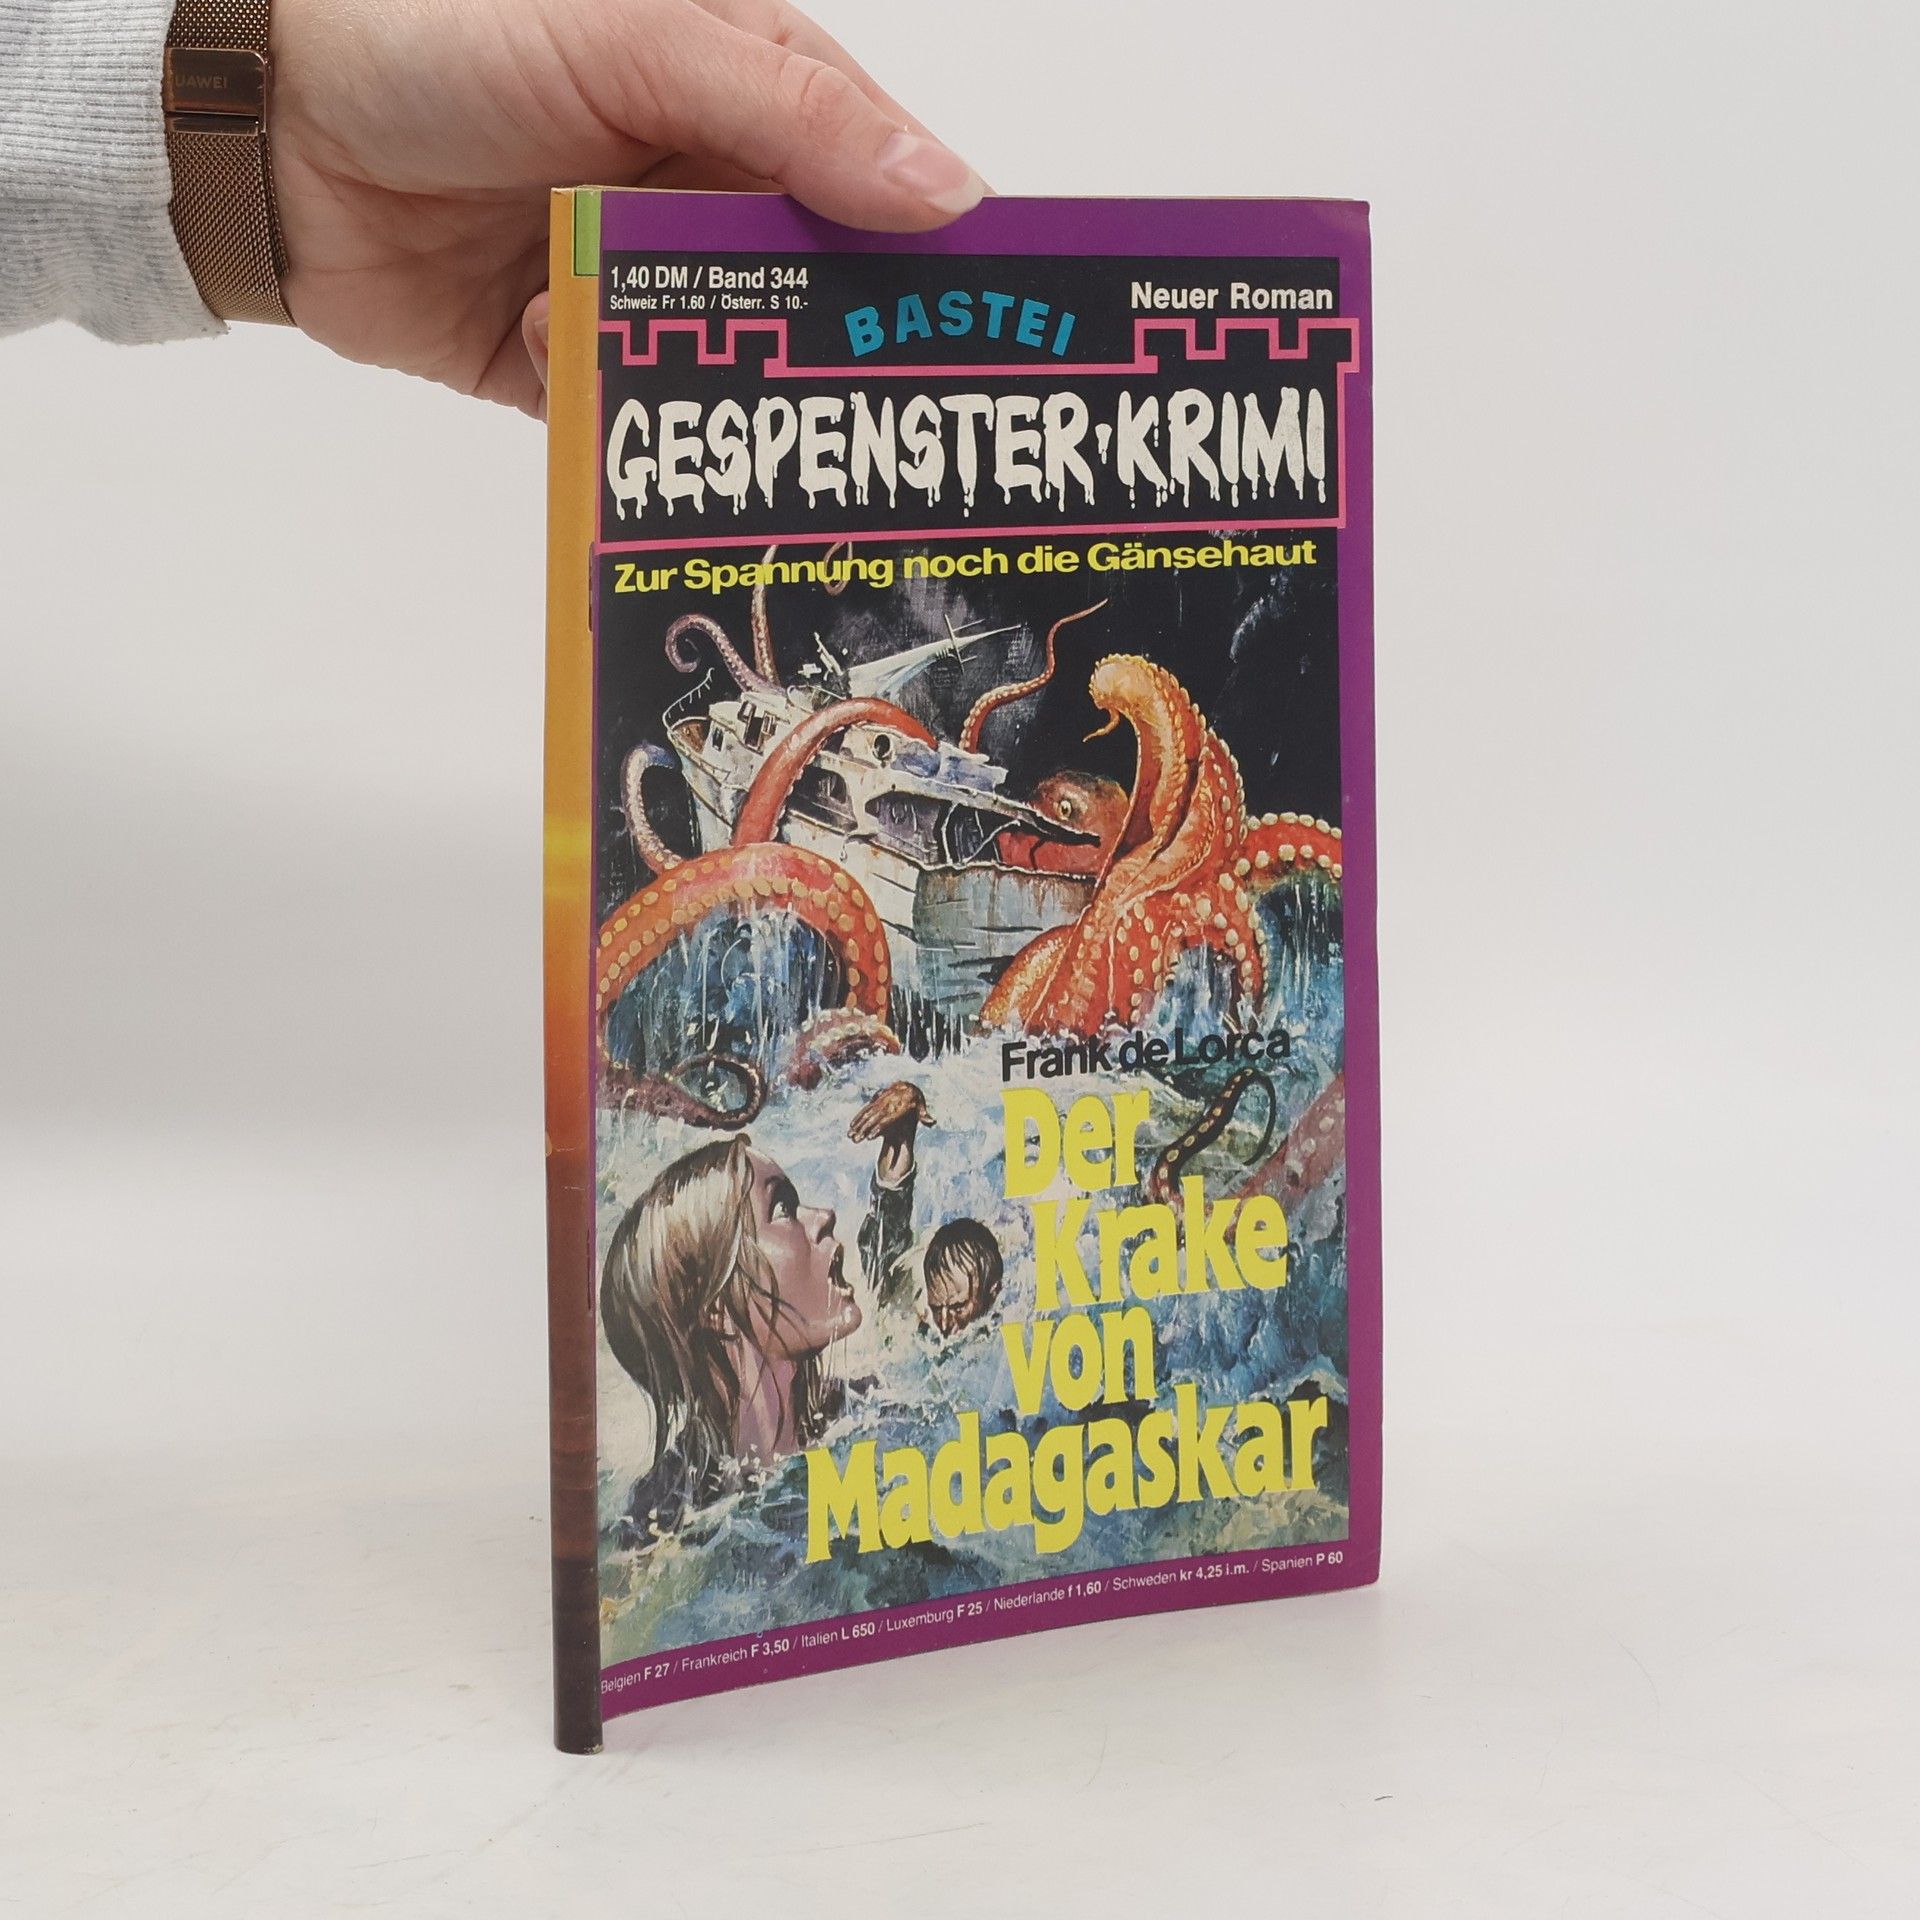 UAWEI
1,40 DM / Band 344
Schweiz Fr 1.60 / Österr. S 10.-
BASTEI
Neuer Roman
GESPENSTER-KRIMI
Zur Spannung noch die Gänsehaut
Frank de Lorca
Der
Krake
von
Madagaskar
Belgien F 27 / Frankreich F 3,50 / Italien L 650 / Luxemburg F 25 / Niederlande f 1,60 / Schweden kr 4,25 i.m. / Spanien P 60